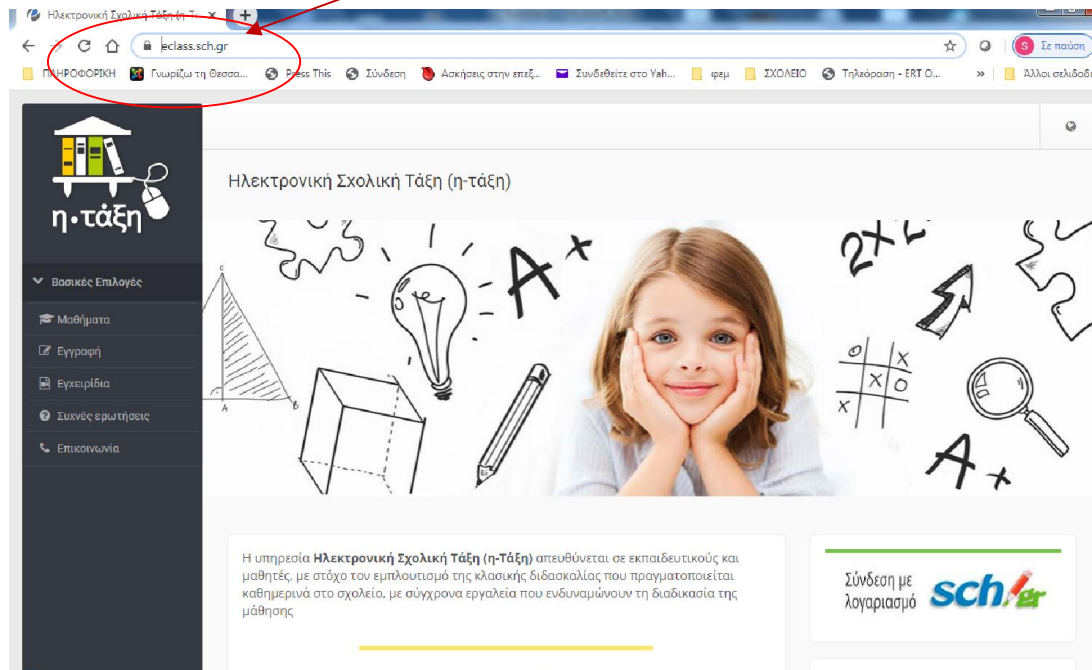 Ηλεκτρονική Σχολική Τάξη (η-Τά
eclass.sch.gr
Σε παύση
ΠΛΗΡΟΦΟΡΙΚΗ Γνωρίζω τη Θεσσα... Press This Σύνδεση Ασκήσεις στην επεξ... Συνδεθείτε στο Yah... φεμ ΣΧΟΛΕΙΟ Τηλεόραση - ERT O... » Άλλοι σελιδοδε
η·τάξη
Ηλεκτρονική Σχολική Τάξη (η-τάξη)
Βασικές Επιλογές
Μαθήματα
Εγγραφή
Εγχειρίδια
Συχνές ερωτήσεις
Επικοινωνία
C
A
B
A+
2x
O X
X O
X
A+
Η υπηρεσία Ηλεκτρονική Σχολική Τάξη (η-Τάξη) απευθύνεται σε εκπαιδευτικούς και
μαθητές, με στόχο τον εμπλουτισμό της κλασικής διδασκαλίας που πραγματοποιείται
καθημερινά στο σχολείο, με σύγχρονα εργαλεία που ενδυναμώνουν τη διαδικασία της
μάθησης
Σύνδεση με
λογαριασμό
sch.gr